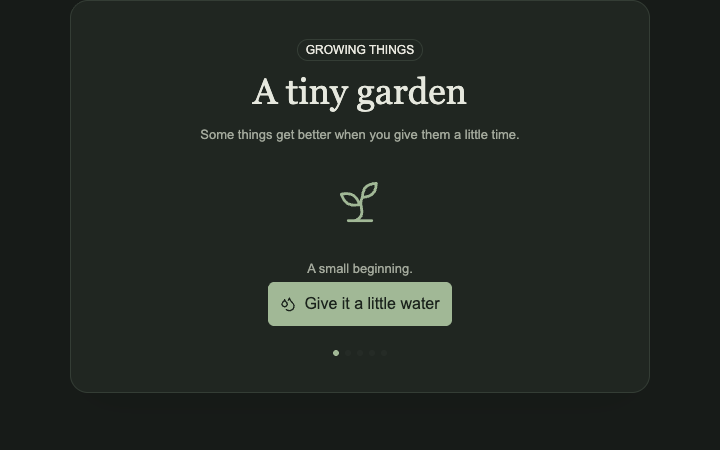 GROWING THINGS
A tiny garden
Some things get better when you give them a little time.
A small beginning.
Give it a little water